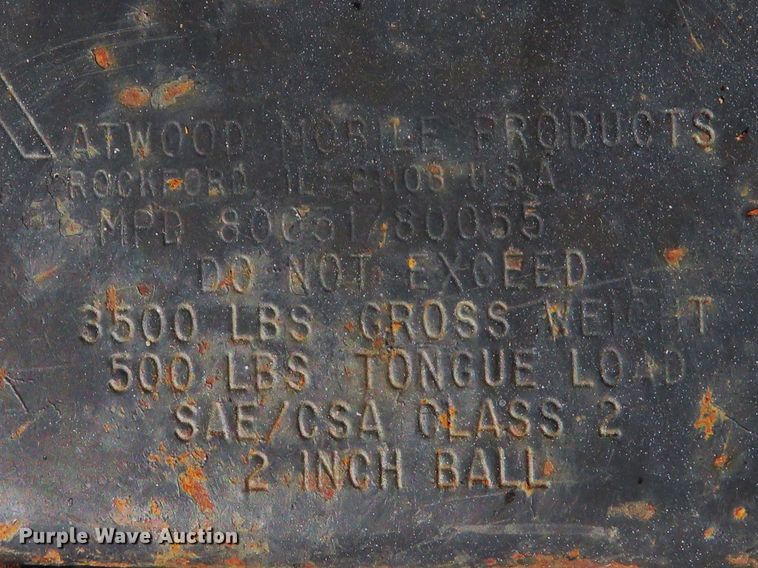 ATWOOD MOBILE PRODUCTS
ROCKFORD, IL. 61103 U.S.A
MPD 80051/80055
DO NOT EXCEED
3500 LBS GROSS WEIGHT
500 LBS TONGUE LOAD
SAE/CSA CLASS 2
2 INCH BALL
Purple Wave Auction